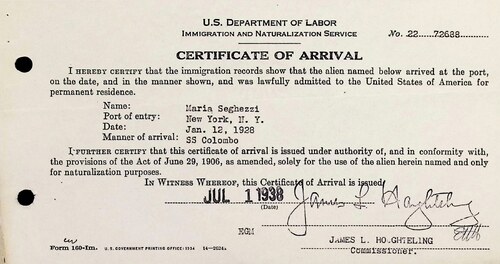 U.S. DEPARTMENT OF LABOR
IMMIGRATION AND NATURALIZATION SERVICE
No. 22 72688
CERTIFICATE OF ARRIVAL
I HEREBY CERTIFY that the immigration records show that the alien named below arrived at the port,
on the date, and in the manner shown, and was lawfully admitted to the United States of America for
permanent residence.
Name: Maria Seghezzi
Port of entry: New York, N. Y.
Date: Jan. 12, 1928
Manner of arrival: SS Colombo
I FURTHER CERTIFY that this certificate of arrival is issued under authority of, and in conformity with,
the provisions of the Act of June 29, 1906, as amended, solely for the use of the alien herein named and only
for naturalization purposes.
IN WITNESS WHEREOF, this Certificate of Arrival is issued
JUL 1 1938
(Date)
James L. Houghteling
EGM
JAMES L. HOUGHTELING
Commissioner.
Form 160-Im.
U. S. GOVERNMENT PRINTING OFFICE: 1934